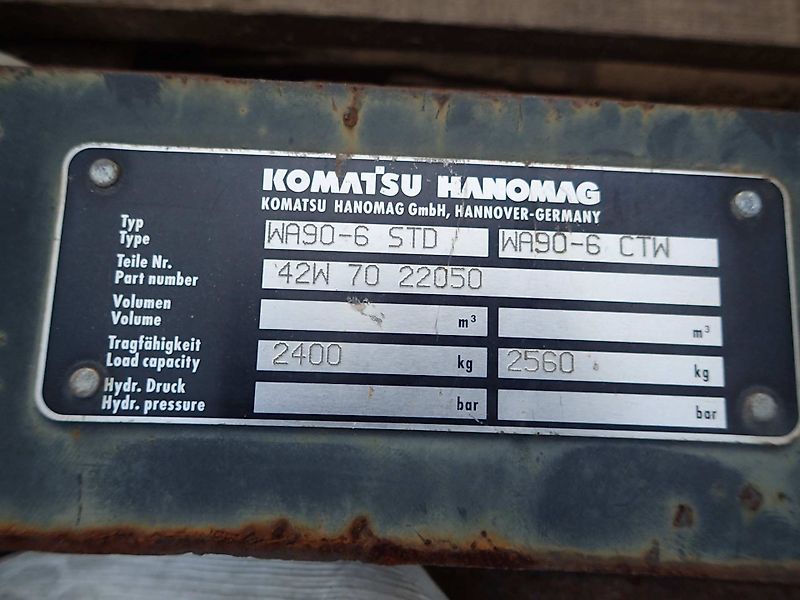 KOMATSU HANOMAG
KOMATSU HANOMAG GmbH, HANNOVER-GERMANY
Typ
Type WA90-6 STD WA90-6 CTW
Teile Nr.
Part number 42W 70 22050
Volumen
Volume m³ m³
Tragfähigkeit
Load capacity 2400 kg 2560 kg
Hydr. Druck
Hydr. pressure bar bar